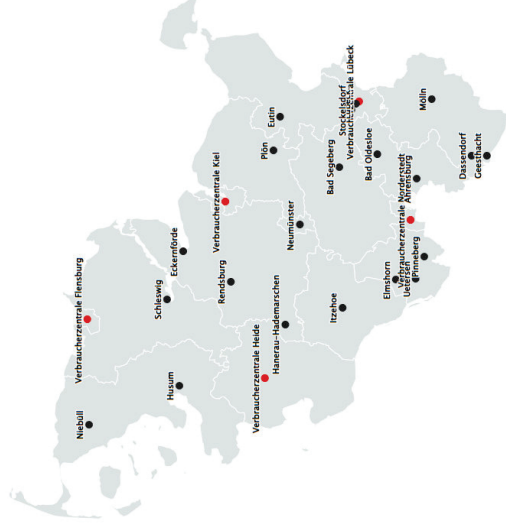 Verbraucherzentrale Flensburg
Niebüll
Schleswig
Husum
Eckernförde
Verbraucherzentrale Kiel
Rendsburg
Verbraucherzentrale Heide
Hanerau-Hademarschen
Plön
Eutin
Neumünster
Bad Segeberg
Stockelsdorf
Verbraucherzentrale Lübeck
Itzehoe
Bad Oldesloe
Elmshorn
Uetersen
Pinneberg
Verbraucherzentrale Norderstedt
Ahrensburg
Mölln
Dassendorf
Geesthacht